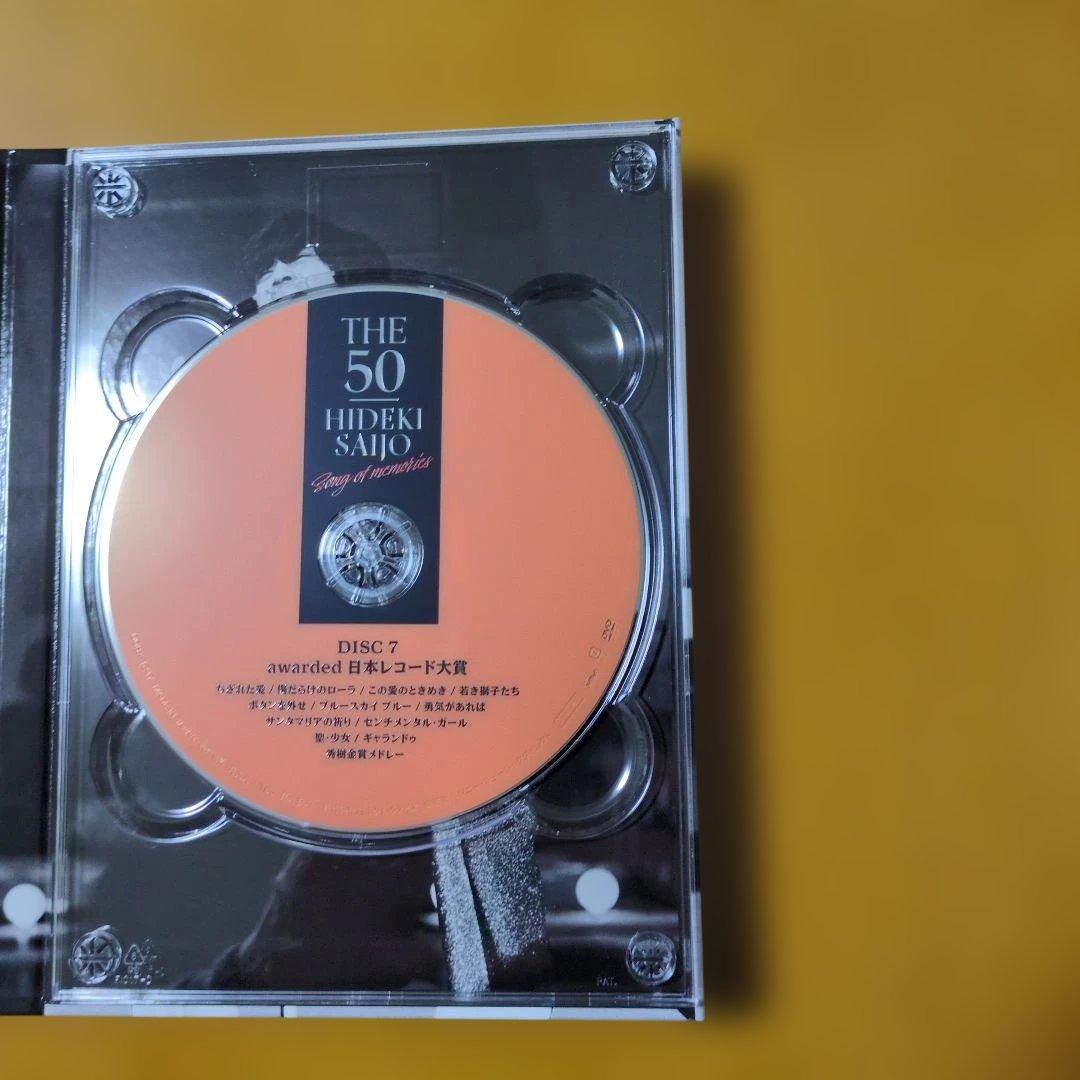 THE
50
HIDEKI
SAIJO
Song of memories
DISC 7
awarded 日本レコード大賞
ちぎれた愛 / 傷だらけのローラ / この愛のときめき / 若き獅子たち
ボタンを外せ / ブルースカイ ブルー / 勇気があれば
サンタマリアの祈り / センチメンタル・ガール
聖・少女 / ギャランドゥ
秀樹金賞メドレー
DVD
PAT.